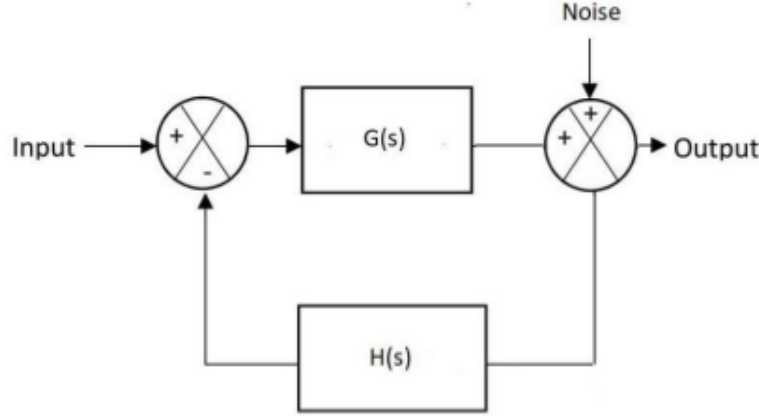 Noise
Input
+
-
G(s)
+
+
Output
H(s)